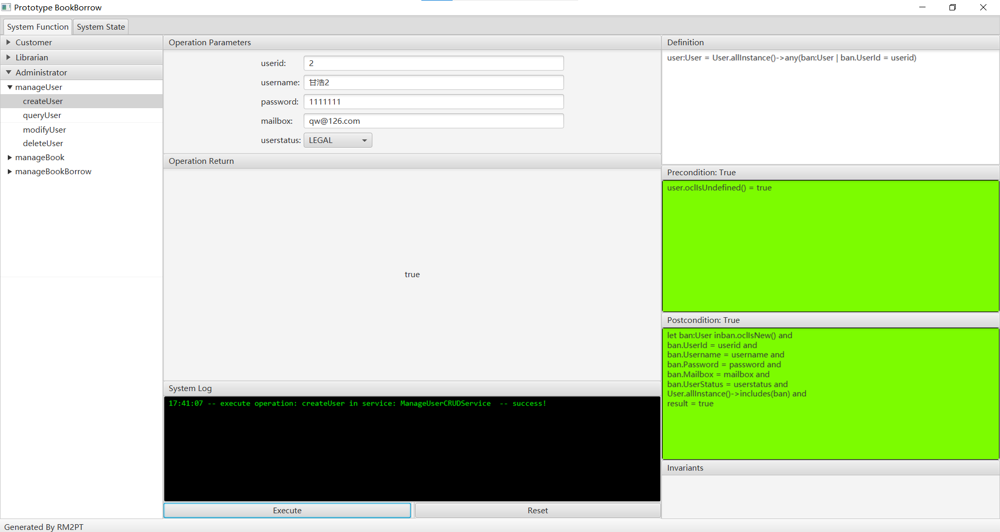 Prototype BookBorrow
System Function
System State
Customer
Librarian
Administrator
manageUser
createUser
queryUser
modifyUser
deleteUser
manageBook
manageBookBorrow
Operation Parameters
userid: 2
username: 甘浩2
password: 1111111
mailbox: qw@126.com
userstatus: LEGAL
Operation Return
true
System Log
17:41:07 -- execute operation: createUser in service: ManageUserCRUDService  -- success!
Execute
Reset
Definition
user:User = User.allInstance()->any(ban:User | ban.UserId = userid)
Precondition: True
user.oclIsUndefined() = true
Postcondition: True
let ban:User inban.oclIsNew() and
ban.UserId = userid and
ban.Username = username and
ban.Password = password and
ban.Mailbox = mailbox and
ban.UserStatus = userstatus and
User.allInstance()->includes(ban) and
result = true
Invariants
Generated By RM2PT